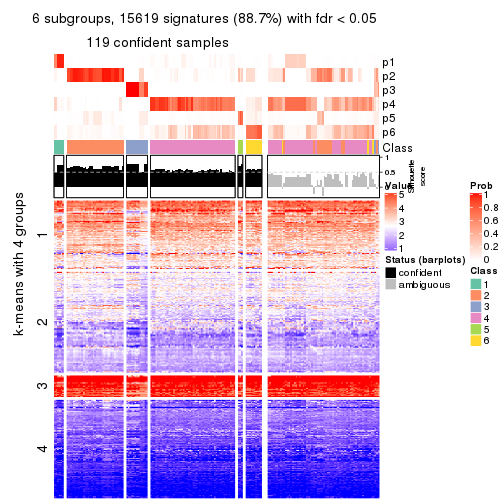 6 subgroups, 15619 signatures (88.7%) with fdr < 0.05
119 confident samples
p1
p2
p3
p4
p5
p6
Class
1
0.5
0
Silhouette
score
k-means with 4 groups
1
2
3
4
Value
5
4
3
2
1
Status (barplots)
confident
ambiguous
Prob
1
0.8
0.6
0.4
0.2
0
Class
1
2
3
4
5
6